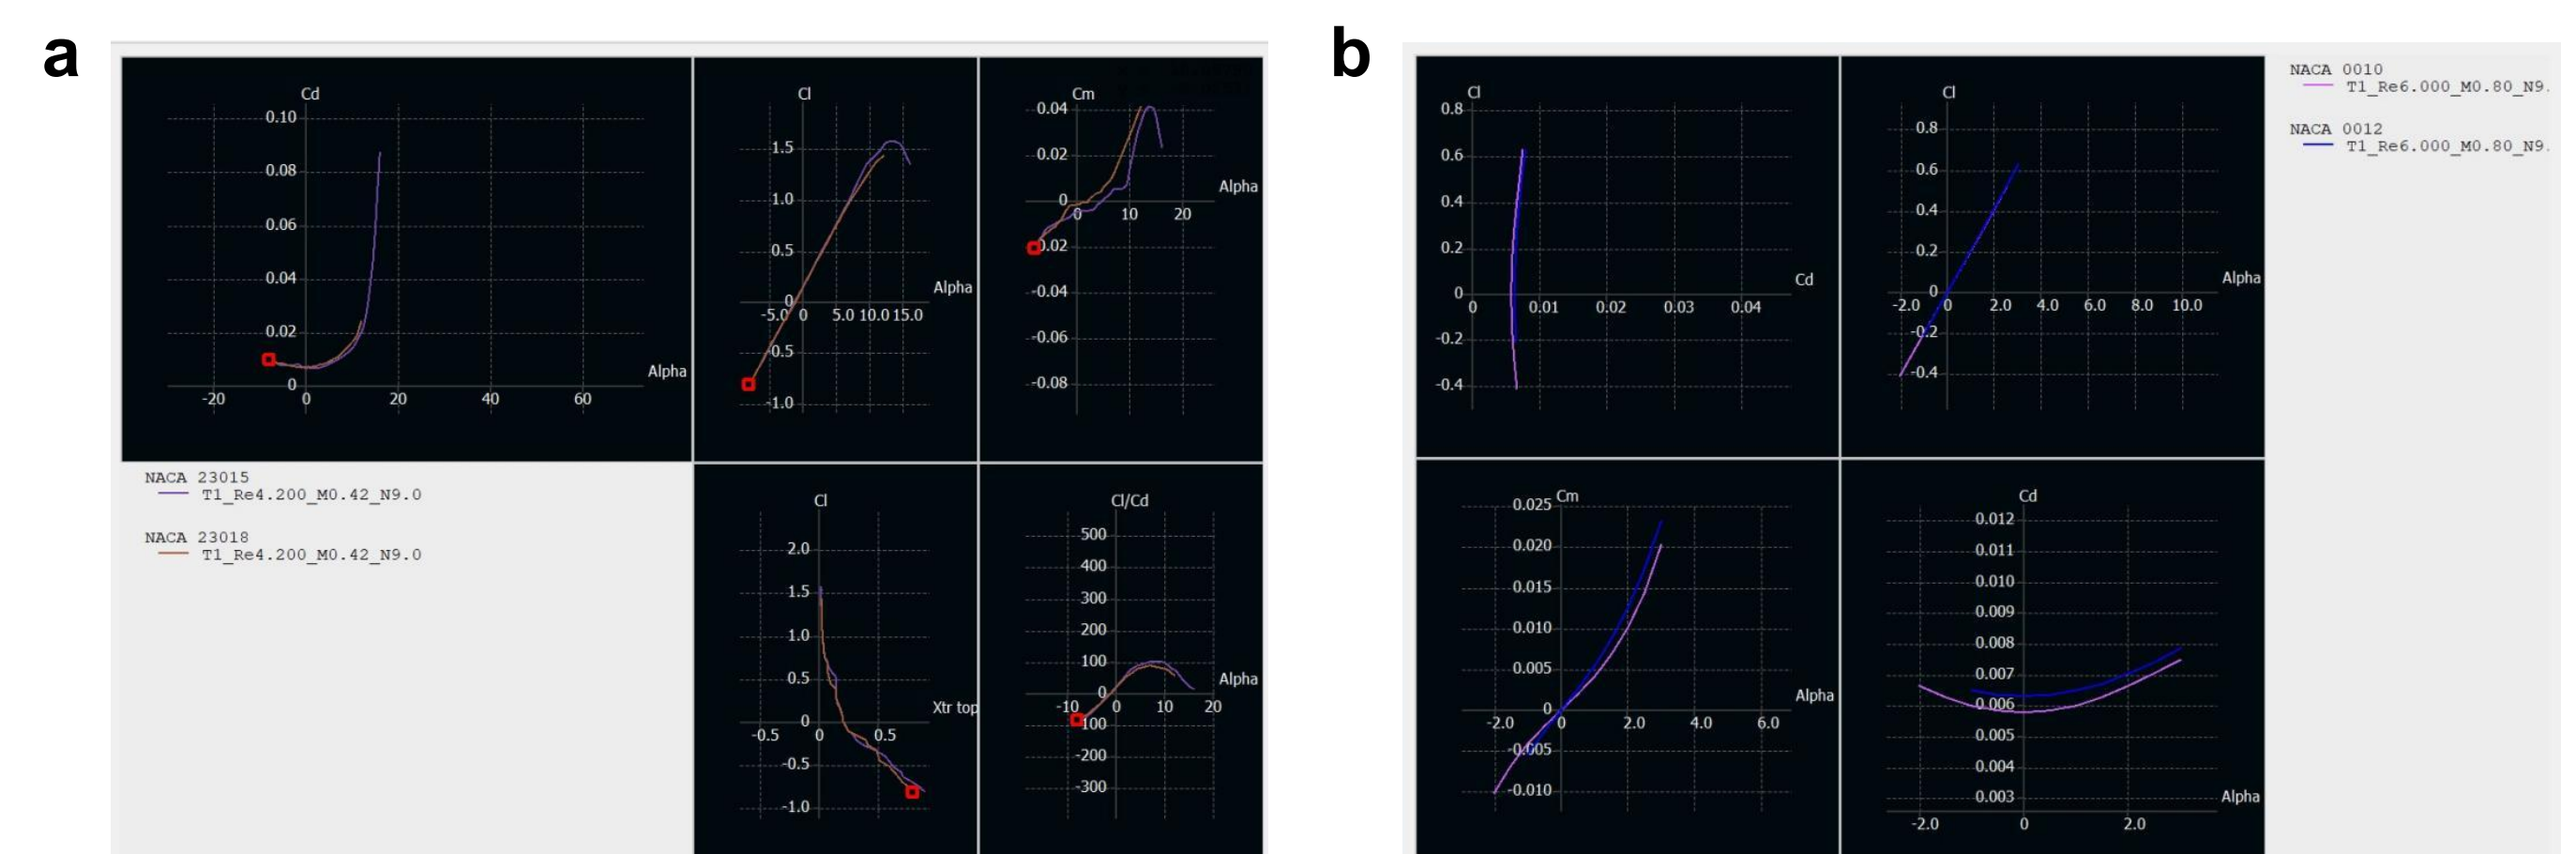 a
b
Cd
0.10
0.08
0.06
0.04
0.02
0
-20 0 20 40 60
Alpha
Cl
1.5
1.0
0.5
0
-5.0 0 5.0 10.0 15.0
-0.5
-1.0
Alpha
Cm
0.04
0.02
0
0 10 20
0.02
-0.04
-0.06
-0.08
Alpha
NACA 23015
T1_Re4.200_M0.42_N9.0
NACA 23018
T1_Re4.200_M0.42_N9.0
Cl
2.0
1.5
1.0
0.5
0
-0.5 0 0.5
-0.5
-1.0
Xtr top
Cl/Cd
500
400
300
200
100
0
-10 0 10 20
100
-200
-300
Alpha
Cl
0.8
0.6
0.4
0.2
0
0 0.01 0.02 0.03 0.04
-0.2
-0.4
Cd
Cl
0.8
0.6
0.4
0.2
0
-2.0 0 2.0 4.0 6.0 8.0 10.0
-0.2
-0.4
Alpha
NACA 0010
T1_Re6.000_M0.80_N9.
NACA 0012
T1_Re6.000_M0.80_N9.
Cm
0.025
0.020
0.015
0.010
0.005
0
-2.0 0 2.0 4.0 6.0
-0.005
-0.010
Alpha
Cd
0.012
0.011
0.010
0.009
0.008
0.007
0.006
0.005
0.004
0.003
-2.0 0 2.0
Alpha